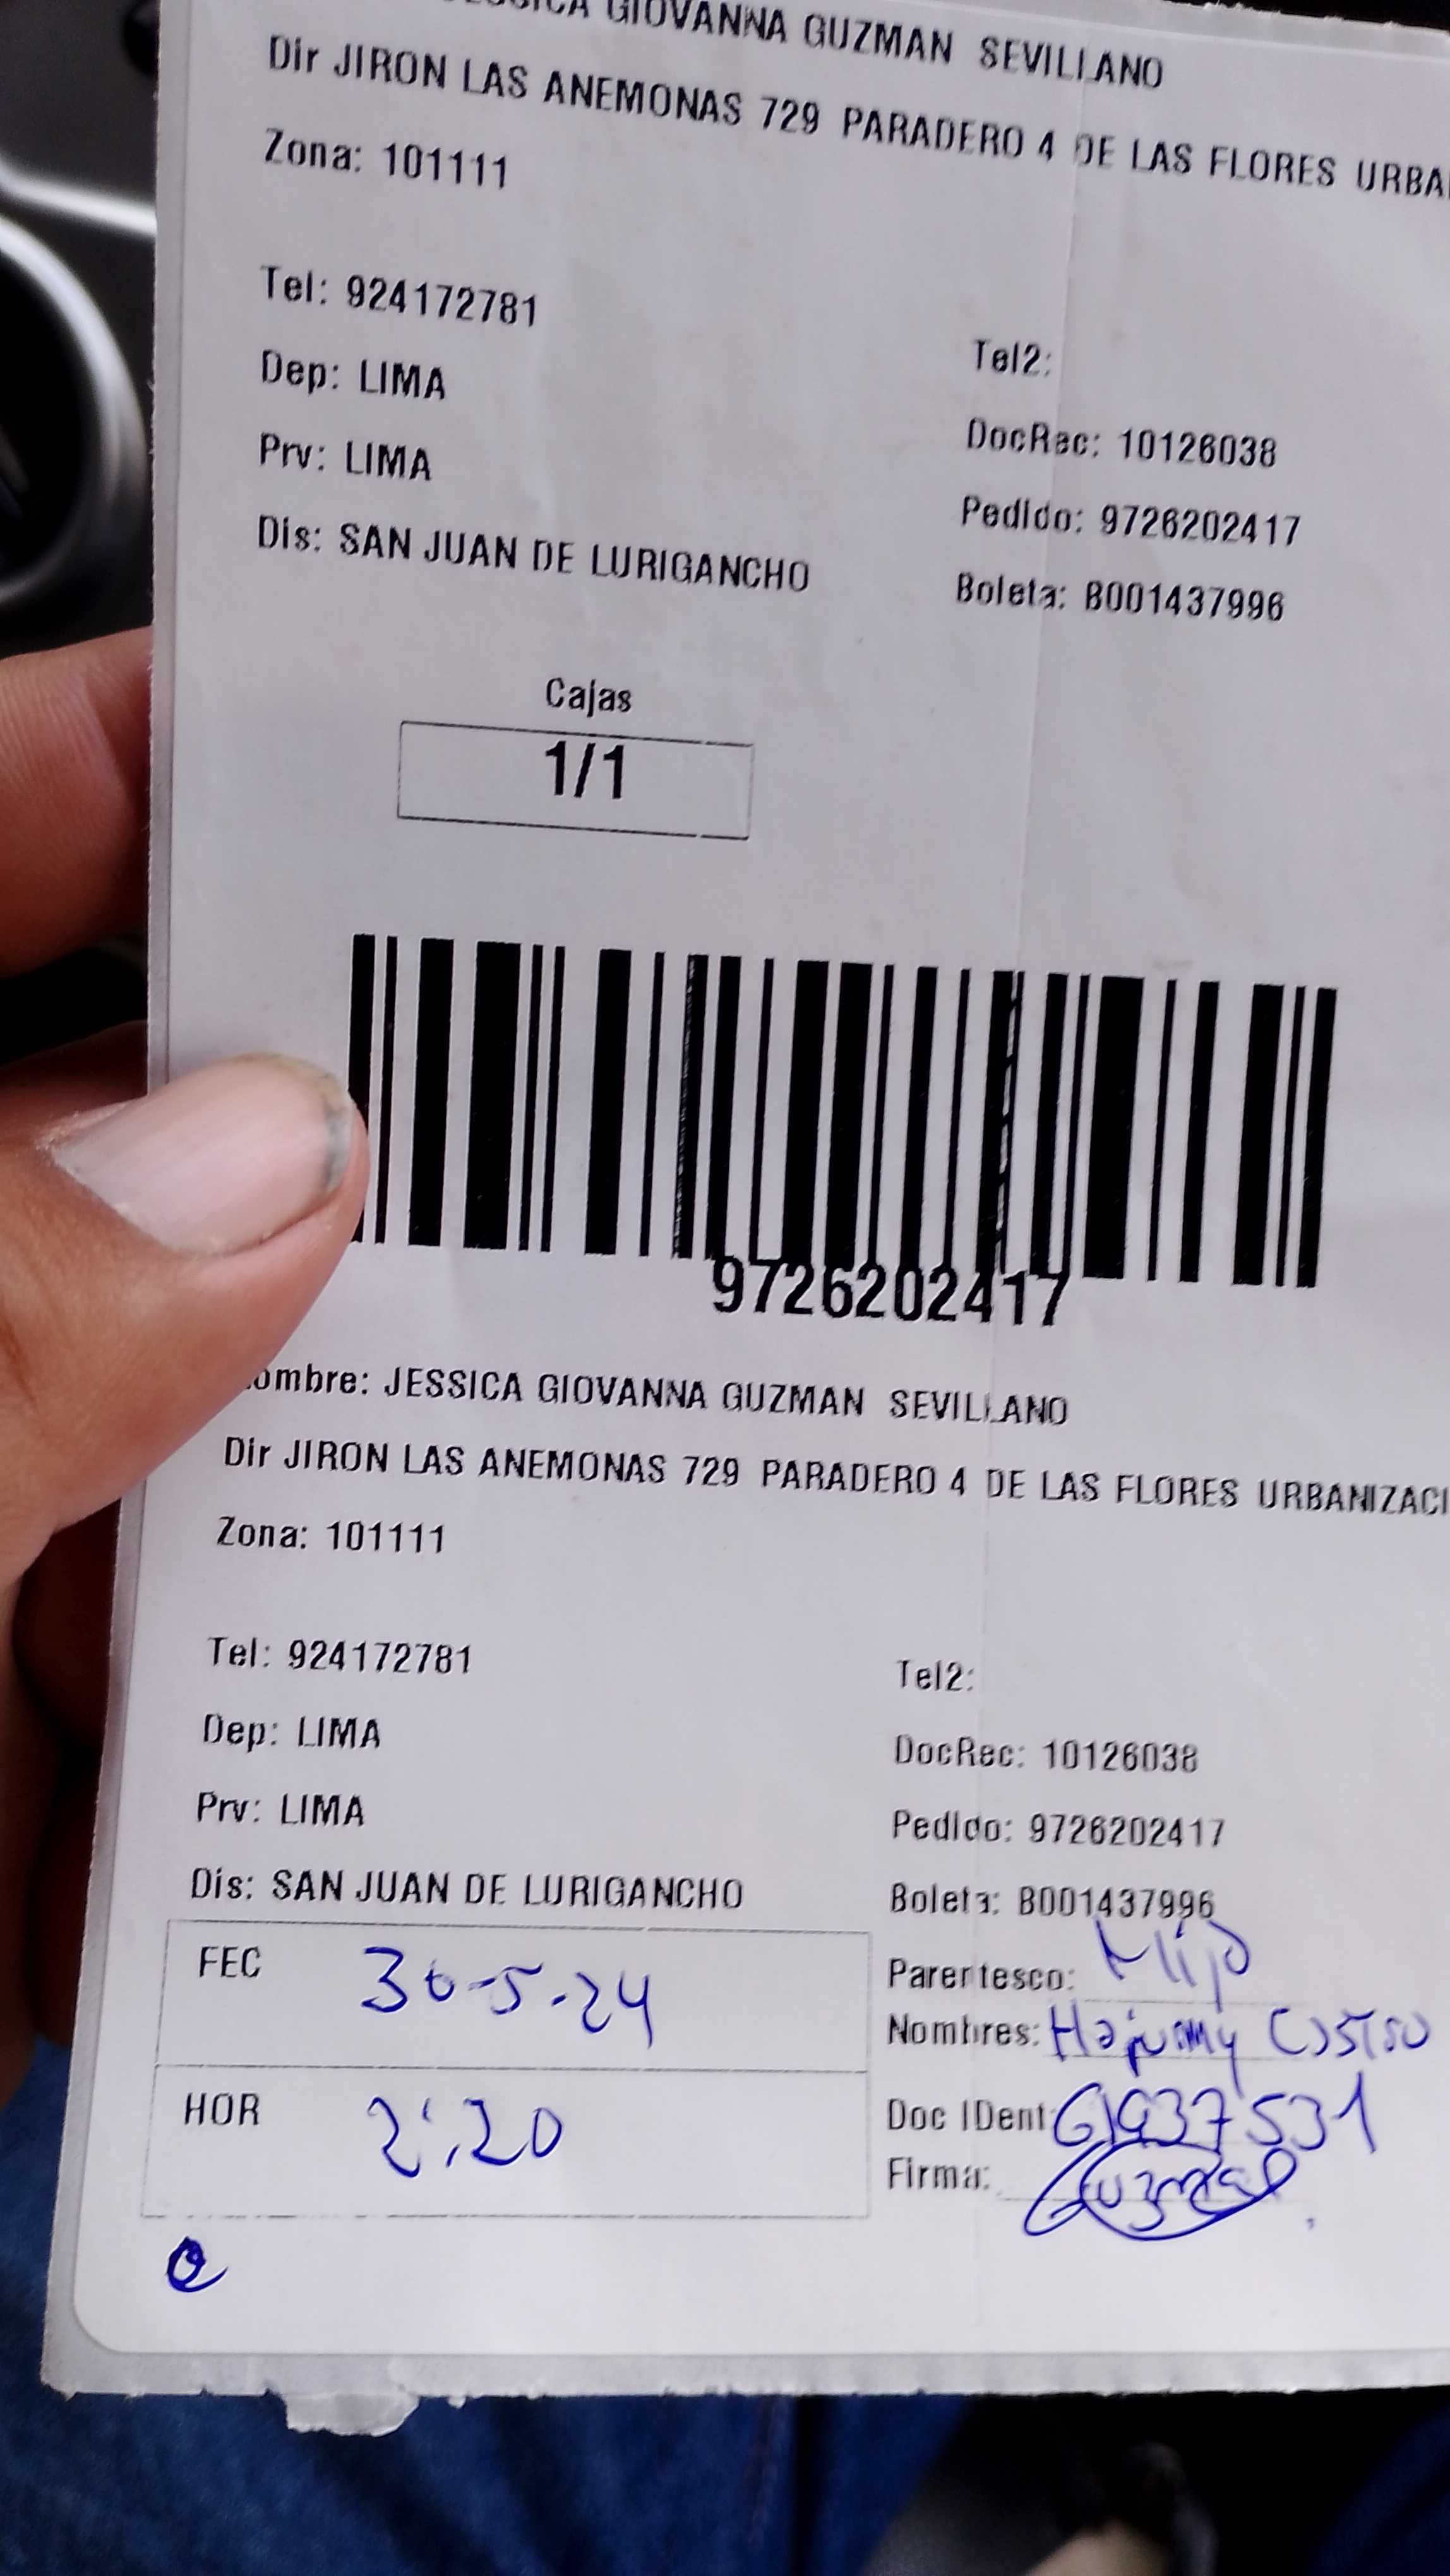 JESSICA GIOVANNA GUZMAN SEVILLANO
Dir JIRON LAS ANEMONAS 729 PARADERO 4 DE LAS FLORES URBA
Zona: 101111
Tel: 924172781
Tel2:
Dep: LIMA
DocRec: 10126038
Prv: LIMA
Pedido: 9726202417
Dis: SAN JUAN DE LURIGANCHO
Boleta: B001437996
Cajas
1/1
9726202417
ombre: JESSICA GIOVANNA GUZMAN SEVILLANO
Dir JIRON LAS ANEMONAS 729 PARADERO 4 DE LAS FLORES URBANIZACI
Zona: 101111
Tel: 924172781
Tel2:
Dep: LIMA
DocRec: 10126038
Prv: LIMA
Pedido: 9726202417
Dis: SAN JUAN DE LURIGANCHO
Boleta: B001437996
FEC 30-5-24
Parentesco: Hijo
Nombres: Castro
HOR 2:20
Doc IDent: 61937531
Firma: Guzman